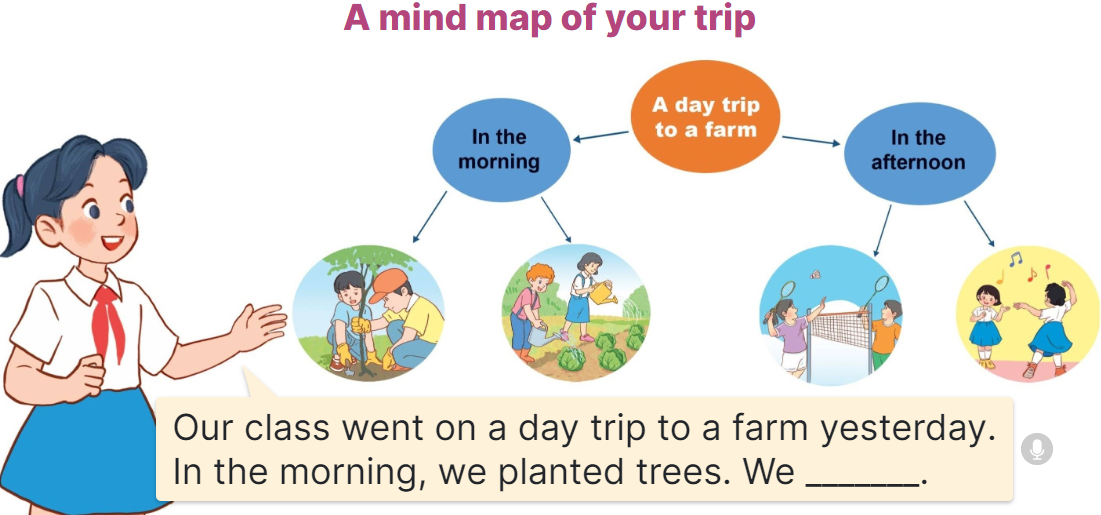 A mind map of your trip
A day trip
to a farm
In the
morning
In the
afternoon
Our class went on a day trip to a farm yesterday.
In the morning, we planted trees. We _______.